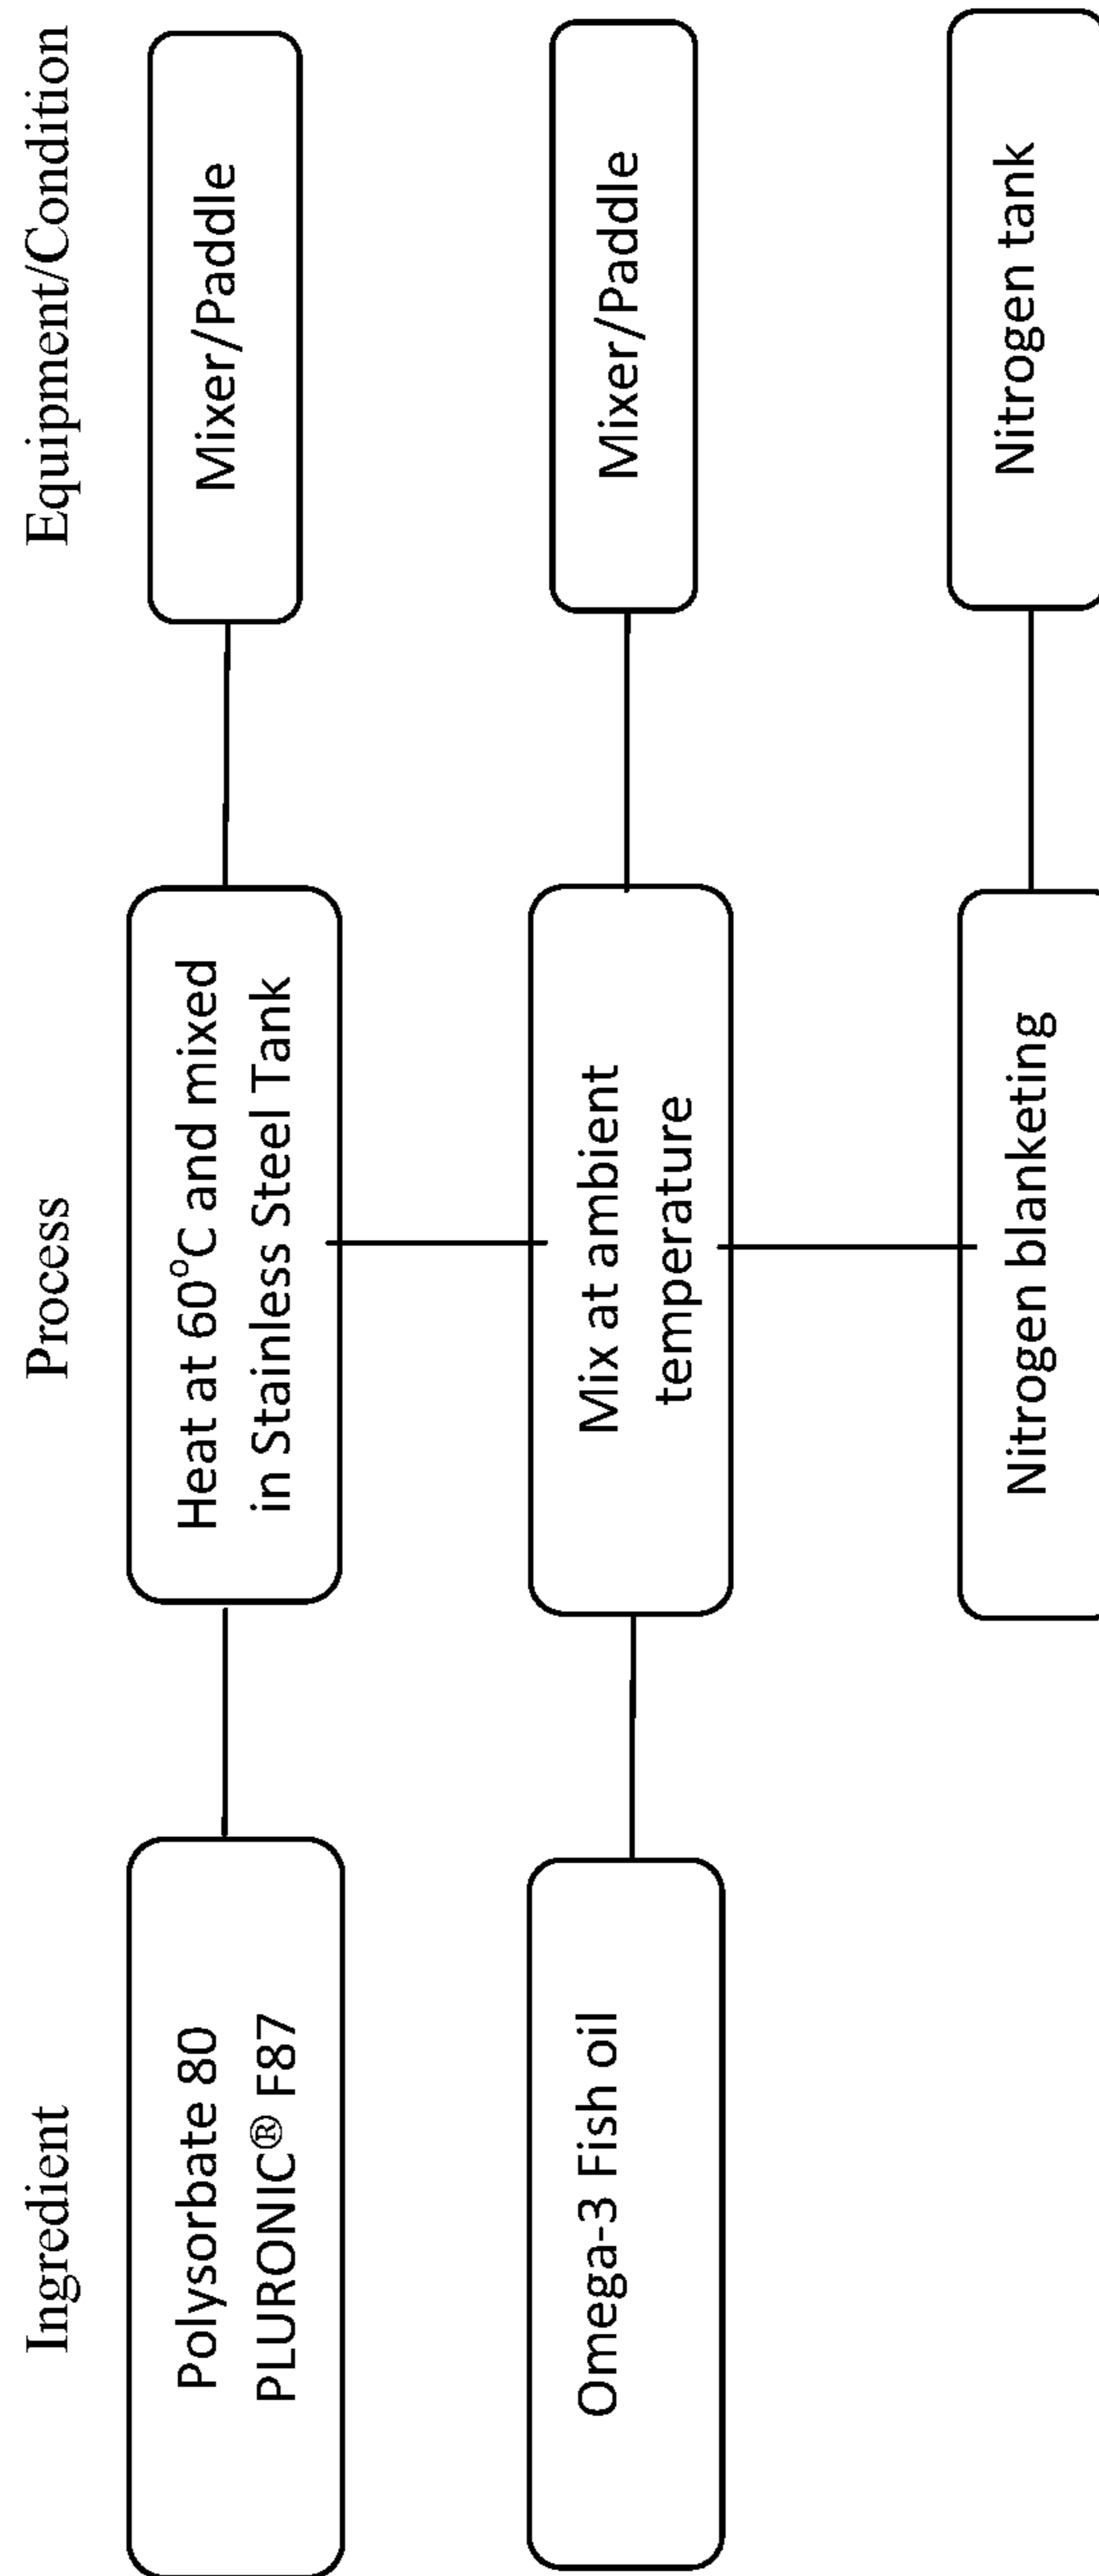 Ingredient
Process
Equipment/Condition
Polysorbate 80
PLURONIC® F87
Heat at 60°C and mixed
in Stainless Steel Tank
Mixer/Paddle
Omega-3 Fish oil
Mix at ambient
temperature
Mixer/Paddle
Nitrogen blanketing
Nitrogen tank